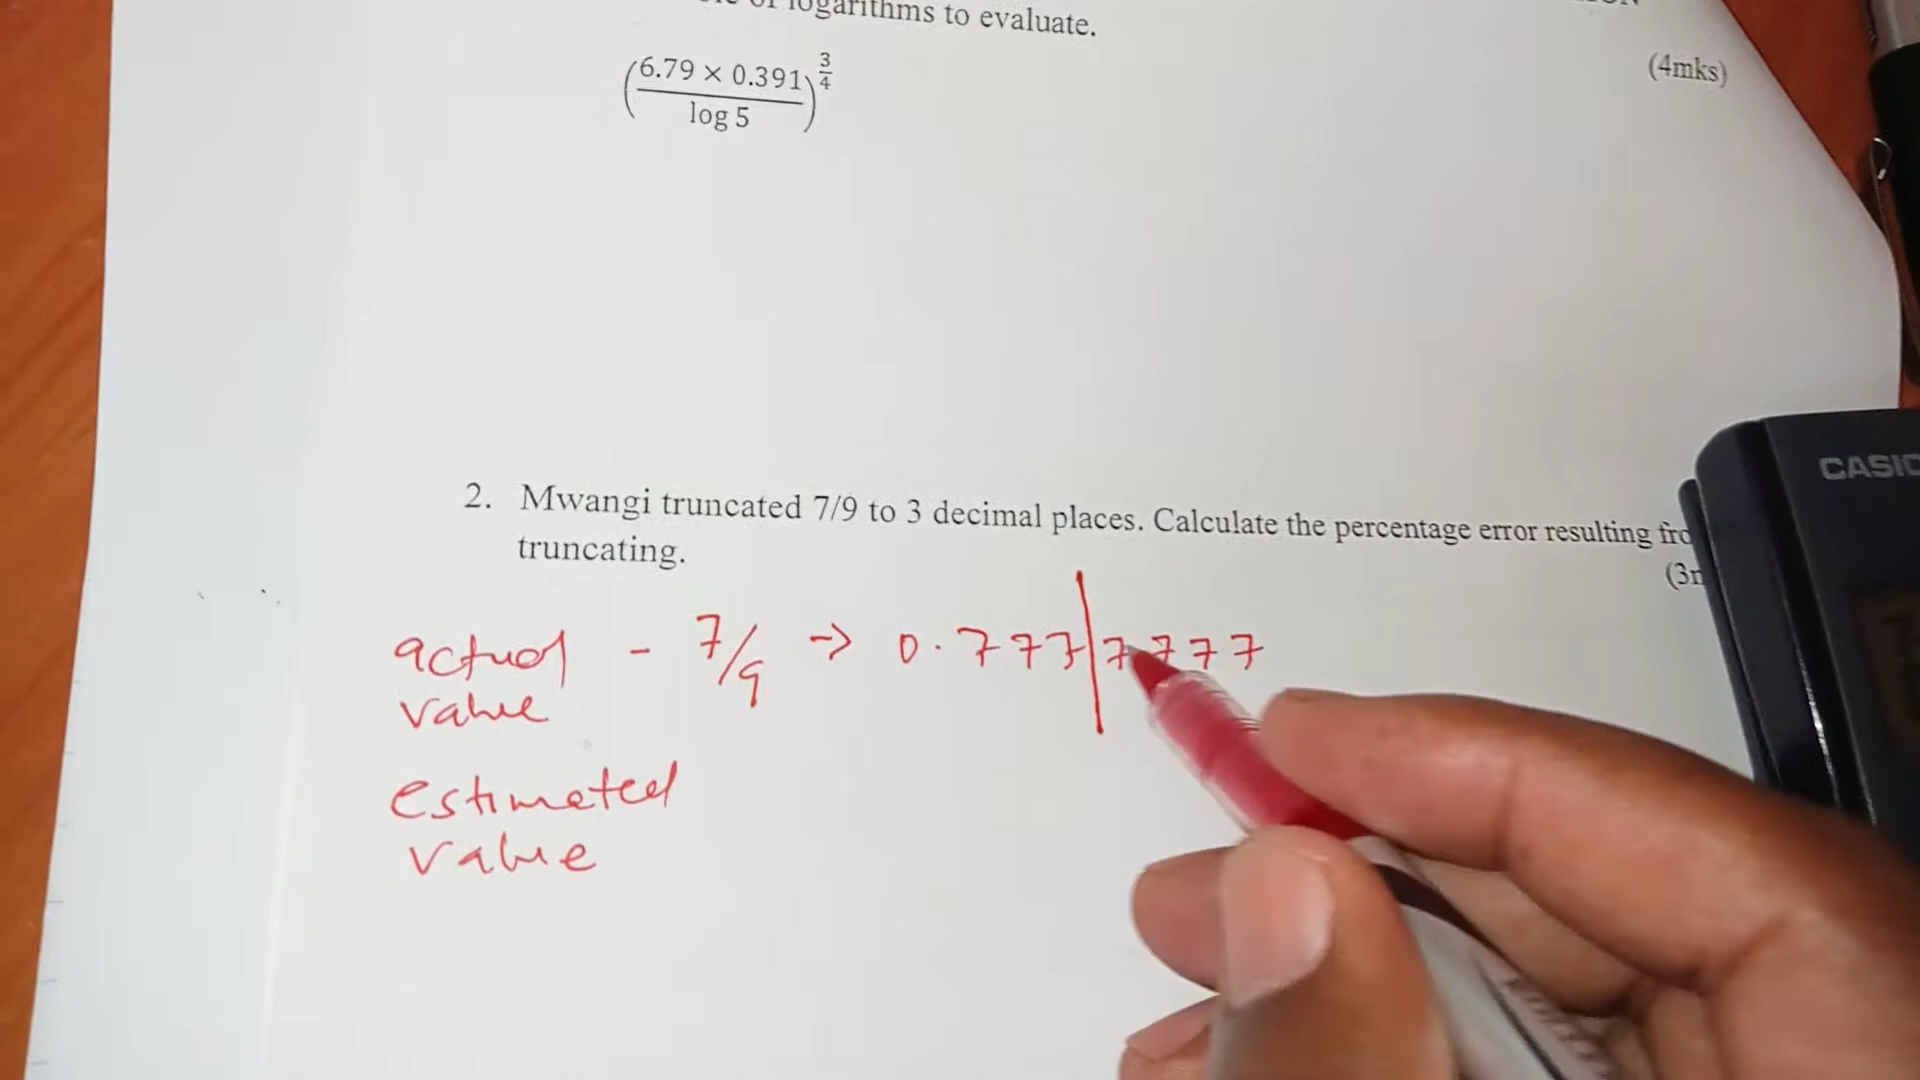 logarithms to evaluate.
(4mks)
(6.79 × 0.391 / log 5)^3/4
2. Mwangi truncated 7/9 to 3 decimal places. Calculate the percentage error resulting
truncating.
actual - 7/9 → 0.777|7777
value
estimated
value
CASIO